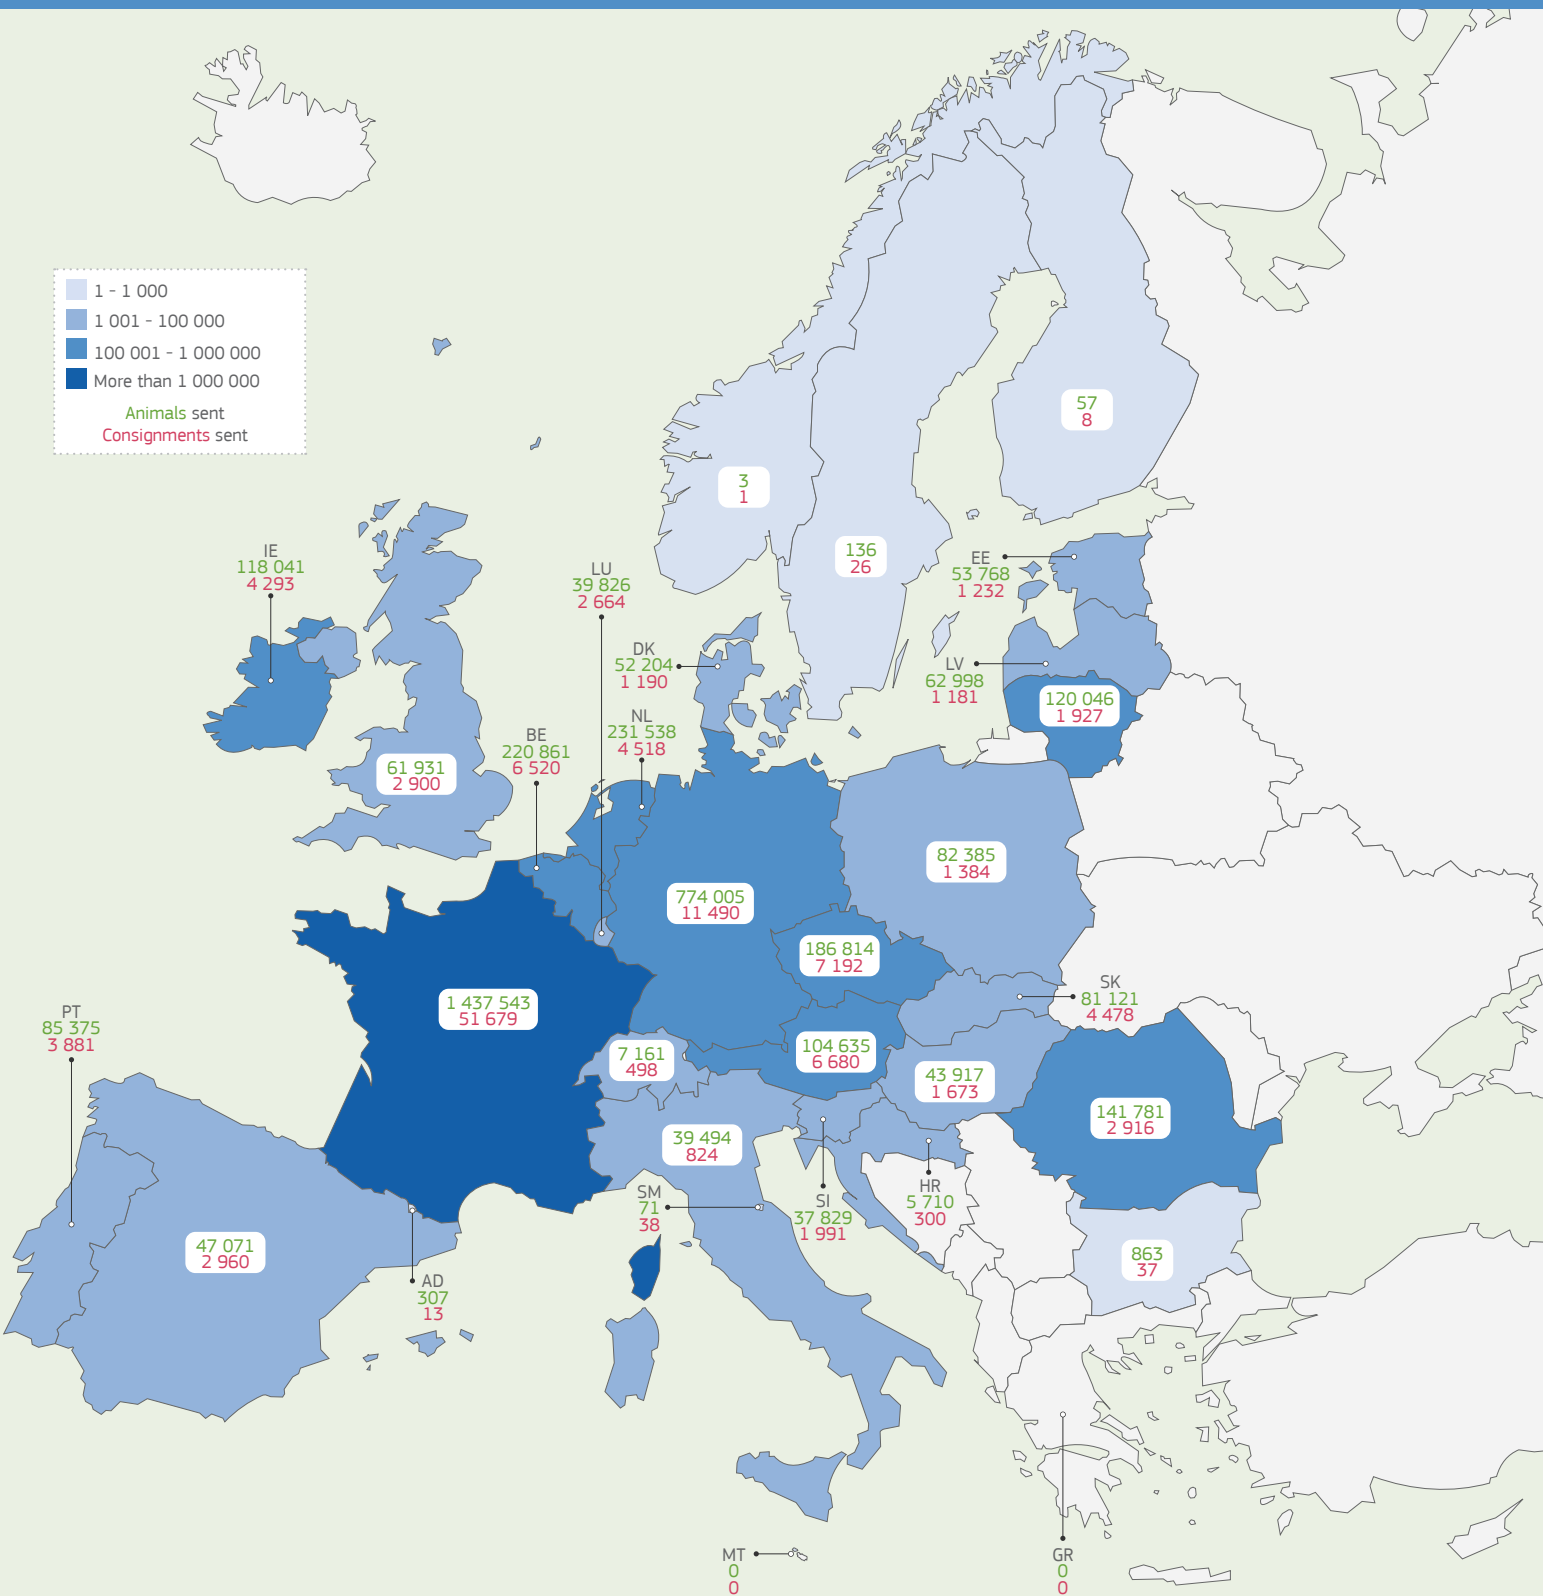 1 - 1 000
1 001 - 100 000
100 001 - 1 000 000
More than 1 000 000
Animals sent
Consignments sent
57
8
3
1
136
26
IE
118 041
4 293
LU
39 826
2 664
EE
53 768
1 232
DK
52 204
1 190
LV
62 998
1 181
120 046
1 927
NL
231 538
4 518
BE
220 861
6 520
61 931
2 900
82 385
1 384
774 005
11 490
186 814
7 192
SK
81 121
4 478
1 437 543
51 679
PT
85 375
3 881
7 161
498
104 635
6 680
43 917
1 673
141 781
2 916
39 494
824
SM
71
38
SI
37 829
1 991
HR
5 710
300
47 071
2 960
863
37
AD
307
13
MT
0
0
GR
0
0